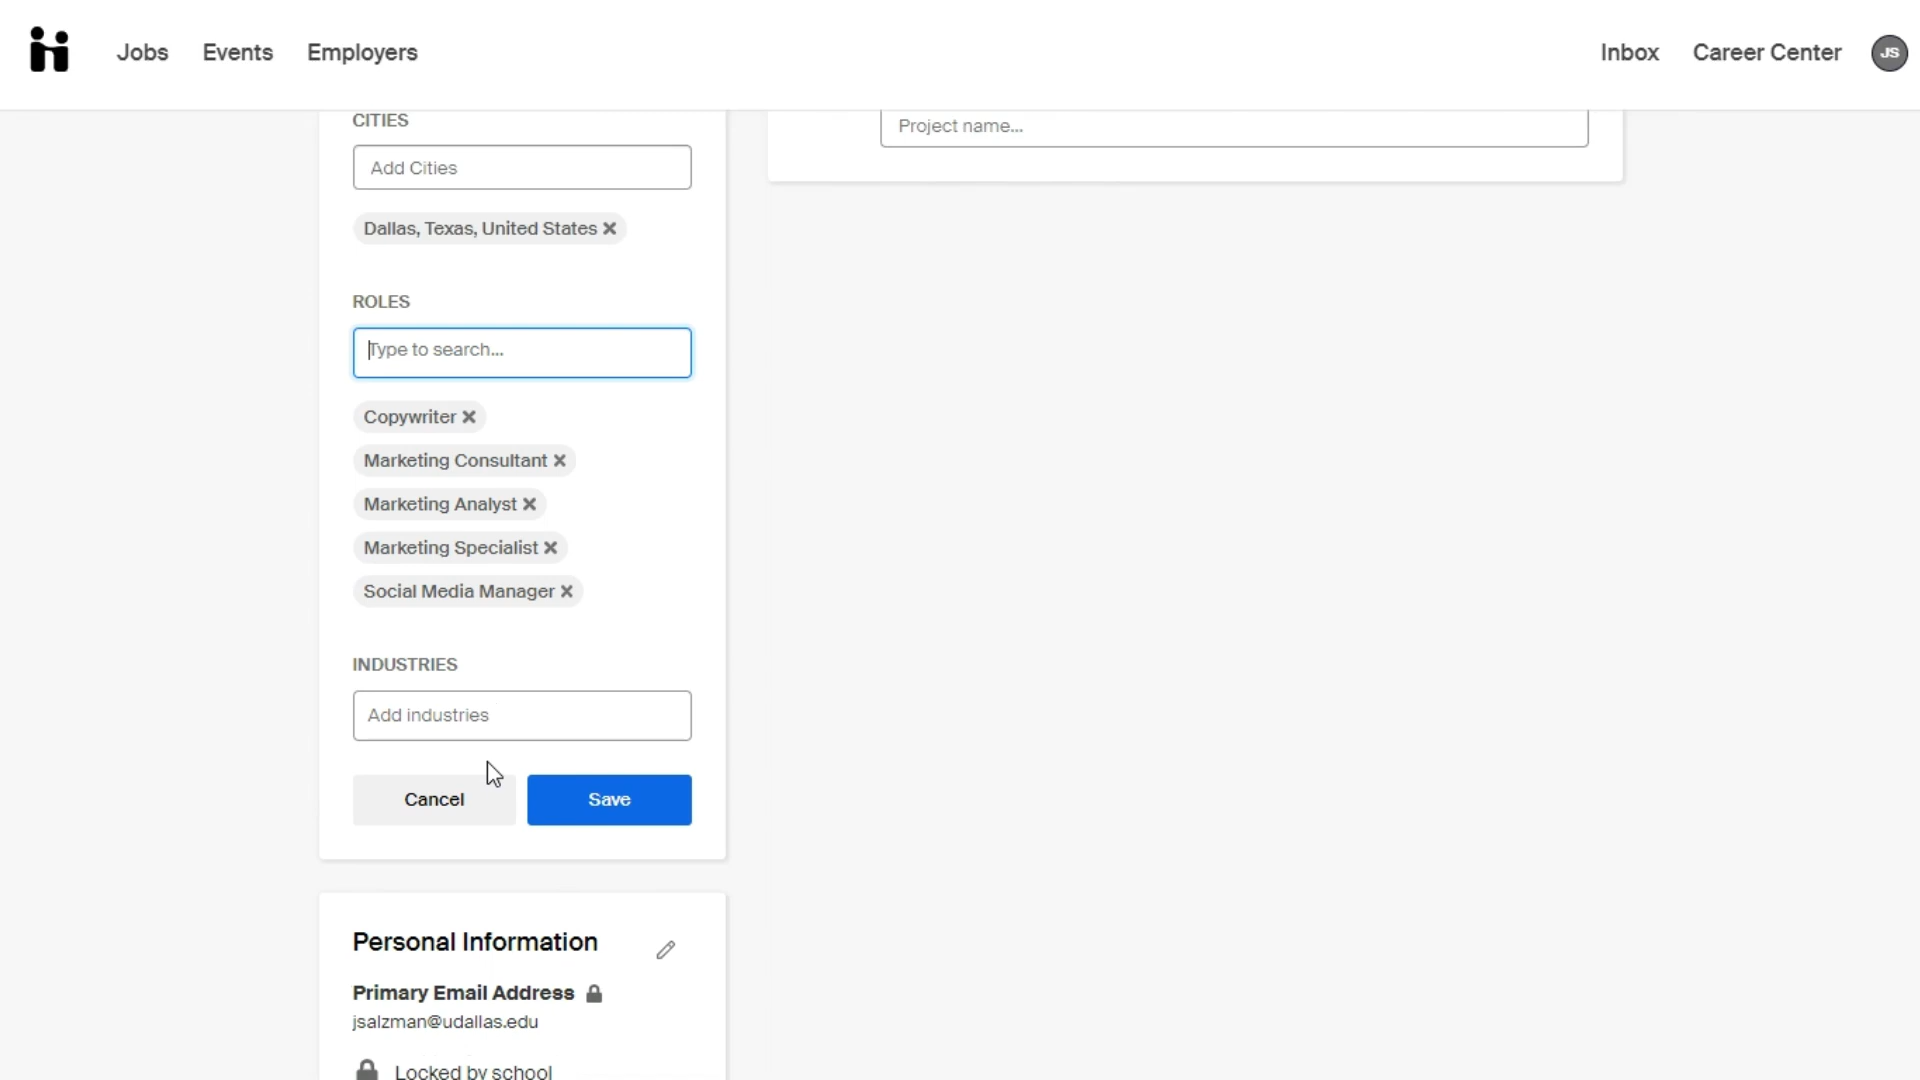 Jobs
Events
Employers
Inbox
Career Center
JS
CITIES
Add Cities
Dallas, Texas, United States
ROLES
Type to search...
Copywriter
Marketing Consultant
Marketing Analyst
Marketing Specialist
Social Media Manager
INDUSTRIES
Add industries
Cancel
Save
Personal Information
Primary Email Address
jsalzman@udallas.edu
Locked by school
Project name...